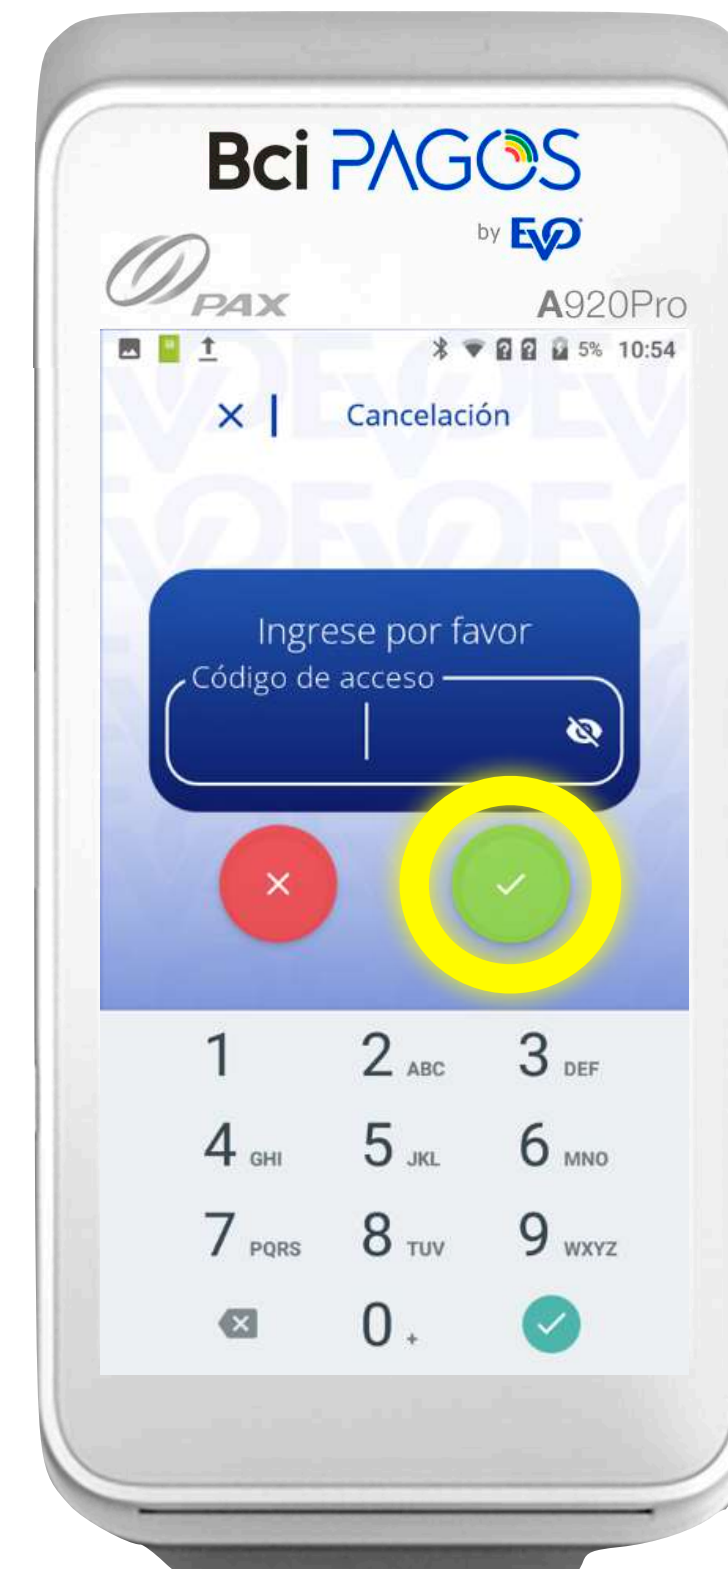 Bci PAGOS
by EVO
PAX
A920Pro
5% 10:54
Cancelación
Ingrese por favor
Código de acceso
1 2 ABC 3 DEF
4 GHI 5 JKL 6 MNO
7 PQRS 8 TUV 9 WXYZ
0 +